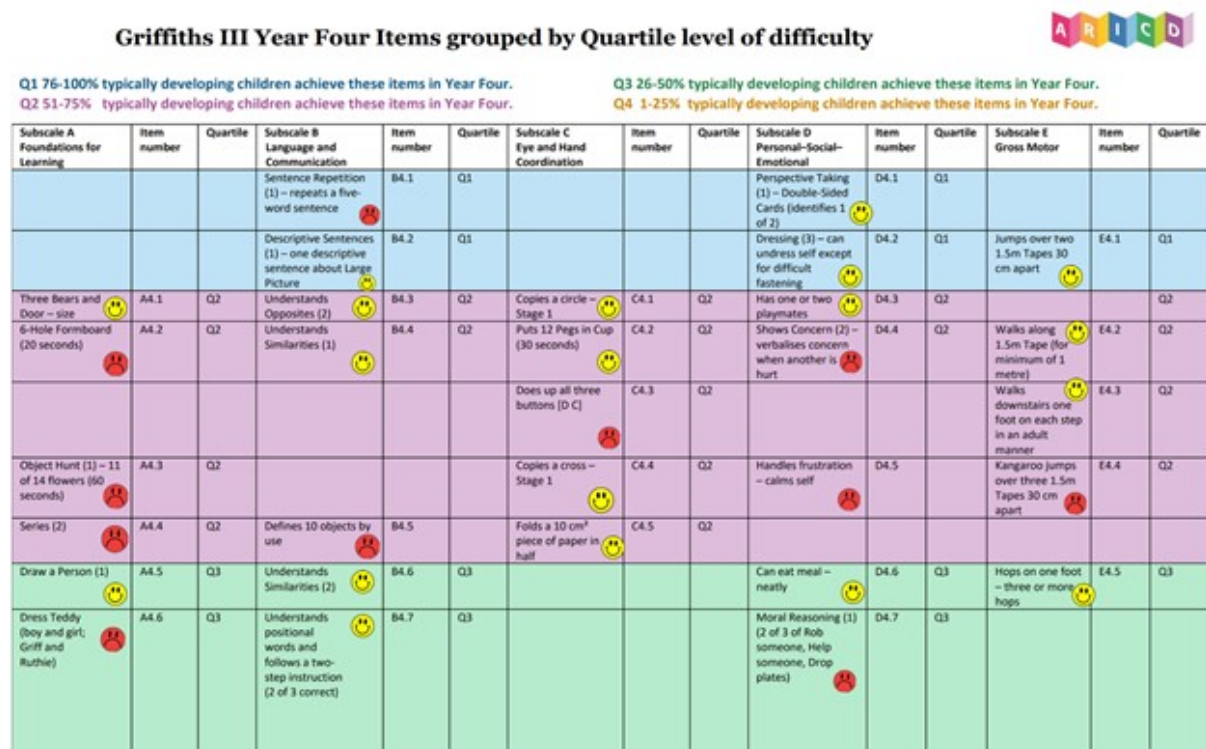 ARICD
Griffiths III Year Four Items grouped by Quartile level of difficulty
Q1 76-100% typically developing children achieve these items in Year Four.
Q3 26-50% typically developing children achieve these items in Year Four.
Q2 51-75% typically developing children achieve these items in Year Four.
Q4 1-25% typically developing children achieve these items in Year Four.
Subscale A
Foundations for
Learning
Item
number
Quartile
Subscale B
Language and
Communication
Item
number
Quartile
Subscale C
Eye and Hand
Coordination
Item
number
Quartile
Subscale D
Personal–Social–
Emotional
Item
number
Quartile
Subscale E
Gross Motor
Item
number
Quartile
Sentence Repetition
(1) – repeats a five-
word sentence
B4.1
Q1
Perspective Taking
(1) – Double-Sided
Cards (identifies 1
of 2)
D4.1
Q1
Descriptive Sentences
(1) – one descriptive
sentence about Large
Picture
B4.2
Q1
Dressing (3) – can
undress self except
for difficult
fastening
D4.2
Q1
Jumps over two
1.5m Tapes 30
cm apart
E4.1
Q1
Three Bears and
Door – size
A4.1
Q2
Understands
Opposites (2)
B4.3
Q2
Copies a circle –
Stage 1
C4.1
Q2
Has one or two
playmates
D4.3
Q2
Q2
6-Hole Formboard
(20 seconds)
A4.2
Q2
Understands
Similarities (1)
B4.4
Q2
Puts 12 Pegs in Cup
(30 seconds)
C4.2
Q2
Shows Concern (2) –
verbalises concern
when another is
hurt
D4.4
Q2
Walks along
1.5m Tape (for
minimum of 1
metre)
E4.2
Q2
Does up all three
buttons [D C]
C4.3
Q2
Walks
downstairs one
foot on each step
in an adult
manner
E4.3
Q2
Object Hunt (1) – 11
of 14 flowers (60
seconds)
A4.3
Q2
Copies a cross –
Stage 1
C4.4
Q2
Handles frustration
– calms self
D4.5
Kangaroo jumps
over three 1.5m
Tapes 30 cm
apart
E4.4
Q2
Series (2)
A4.4
Q2
Defines 10 objects by
use
B4.5
Folds a 10 cm²
piece of paper in
half
C4.5
Q2
Draw a Person (1)
A4.5
Q3
Understands
Similarities (2)
B4.6
Q3
Can eat meal –
neatly
D4.6
Q3
Hops on one foot
– three or more
hops
E4.5
Q3
Dress Teddy
(boy and girl;
Griff and
Ruthie)
A4.6
Q3
Understands
positional
words and
follows a two-
step instruction
(2 of 3 correct)
B4.7
Q3
Moral Reasoning (1)
(2 of 3 of Rob
someone, Help
someone, Drop
plates)
D4.7
Q3